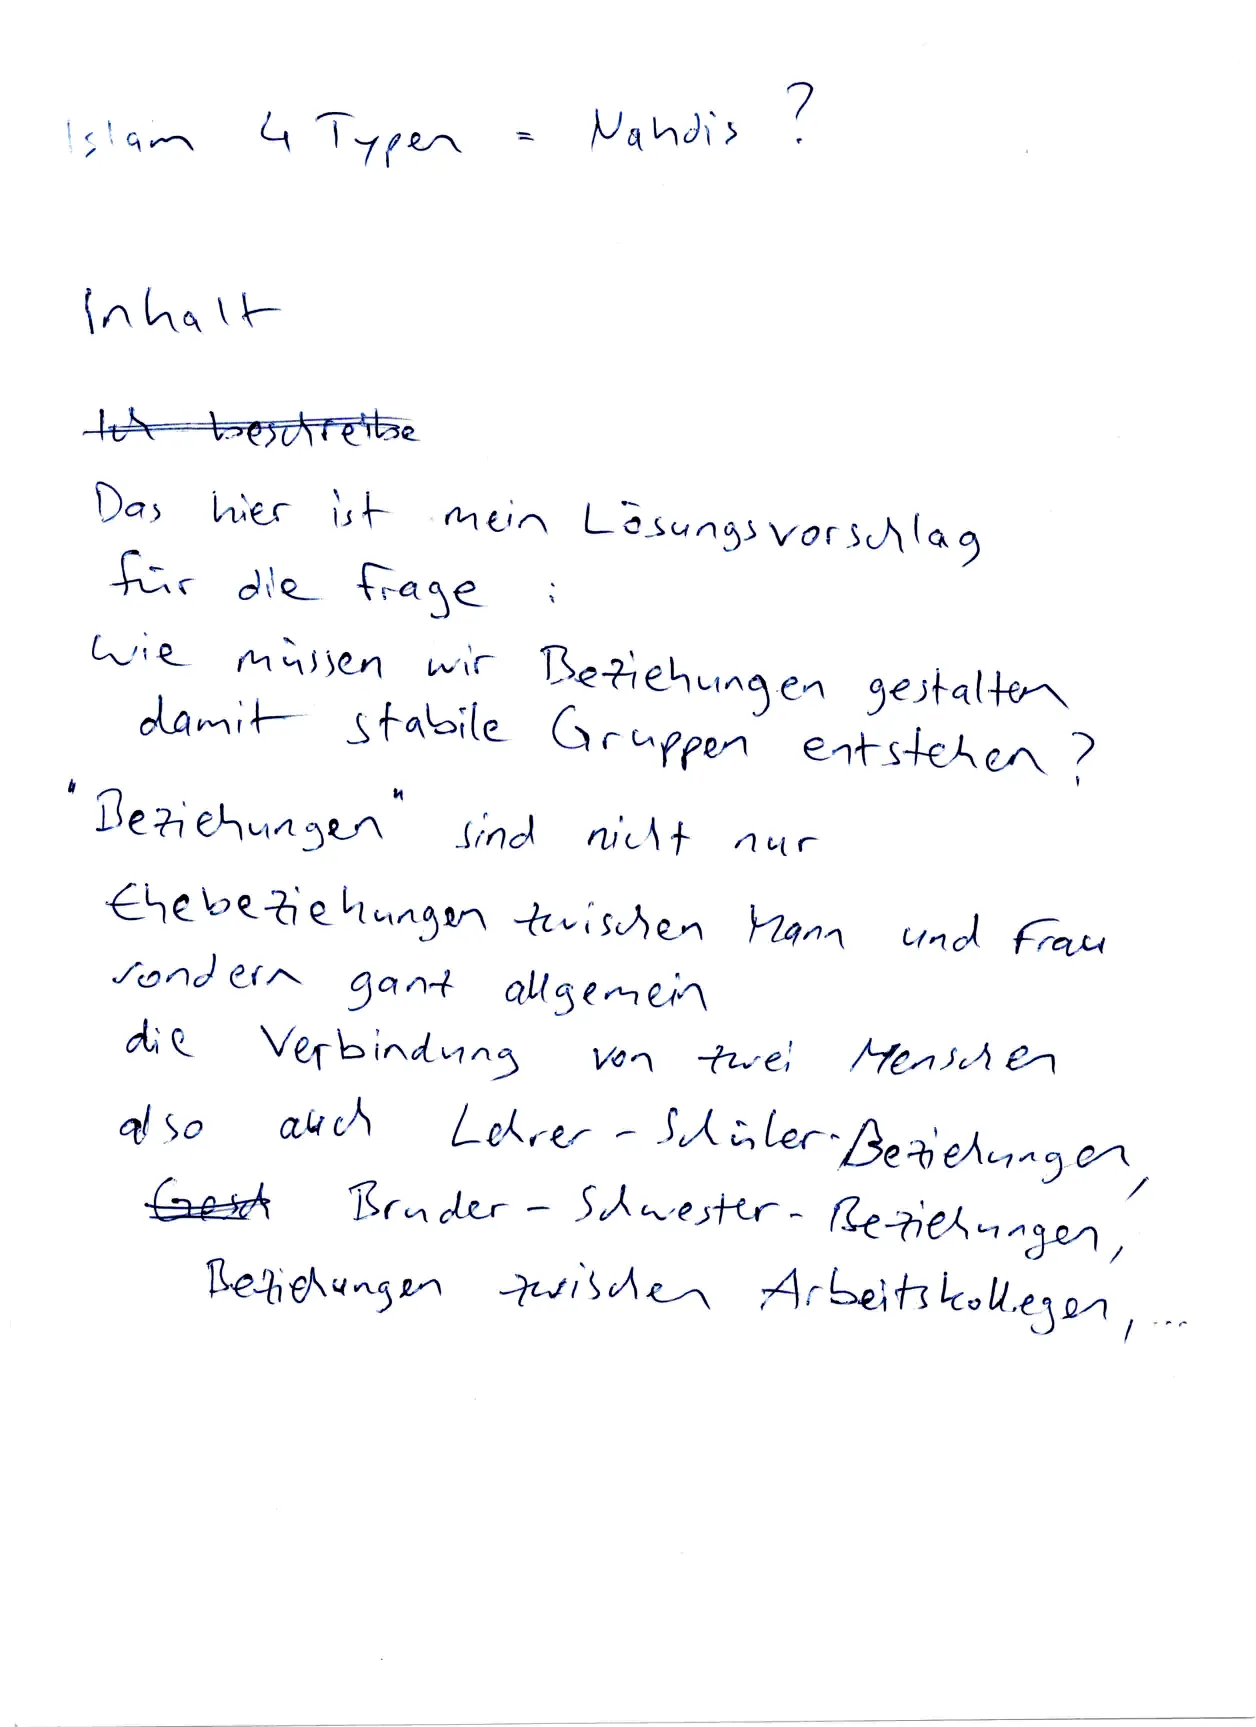 Islam 4 Typen = Mahdis ?
Inhalt
Ich beschreibe
Das hier ist mein Lösungsvorschlag
für die Frage :
Wie müssen wir Beziehungen gestalten
damit stabile Gruppen entstehen ?
"Beziehungen" sind nicht nur
Ehebeziehungen zwischen Mann und Frau
sondern ganz allgemein
die Verbindung von zwei Menschen
also auch Lehrer - Schüler-Beziehungen,
Gesch Bruder - Schwester - Beziehungen,
Beziehungen zwischen Arbeitskollegen, ...